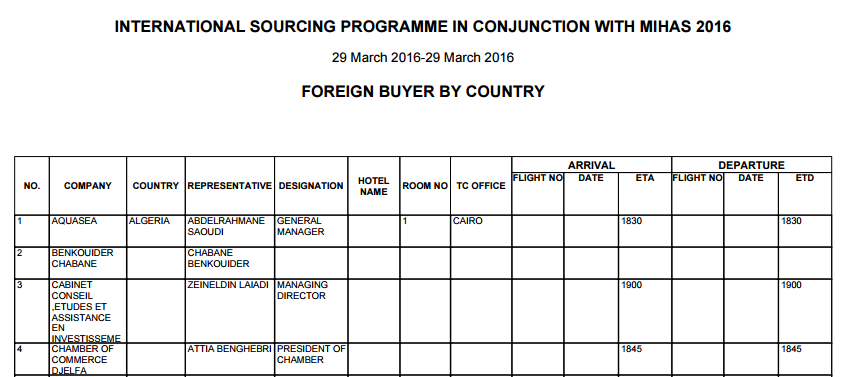 INTERNATIONAL SOURCING PROGRAMME IN CONJUNCTION WITH MIHAS 2016
29 March 2016-29 March 2016
FOREIGN BUYER BY COUNTRY
ARRIVAL DEPARTURE
NO. COMPANY COUNTRY REPRESENTATIVE DESIGNATION HOTEL NAME ROOM NO TC OFFICE FLIGHT NO DATE ETA FLIGHT NO DATE ETD
1 AQUASEA ALGERIA ABDELRAHMANE GENERAL 1 CAIRO 1830 1830
SAOUDI MANAGER
2 BENKOUIDER CHABANE
CHABANE BENKOUIDER
3 CABINET ZEINELDIN LAIADI MANAGING 1900 1900
CONSEIL DIRECTOR
,ETUDES ET
ASSISTANCE
EN
INVESTISSEME
4 CHAMBER OF ATTIA BENGHEBRI PRESIDENT OF 1845 1845
COMMERCE CHAMBER
DJELFA